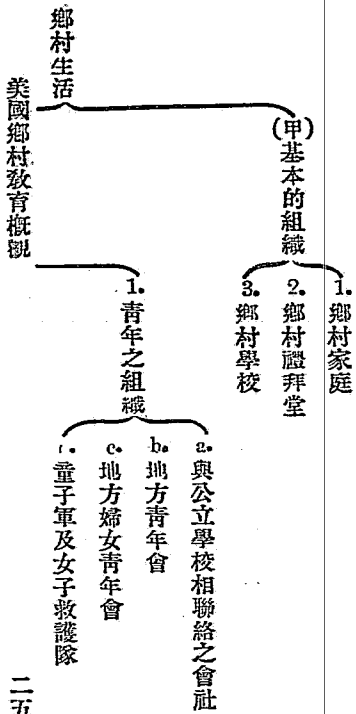 鄉村生活
(甲)基本的組織
1.鄉村家庭
2.鄉村禮拜堂
3.鄉村學校
1.青年之組織
a.與公立學校相聯絡之會社
b.地方青年會
c.地方婦女青年會
童子軍及女子救護隊
美國鄉村教育概觀
二五